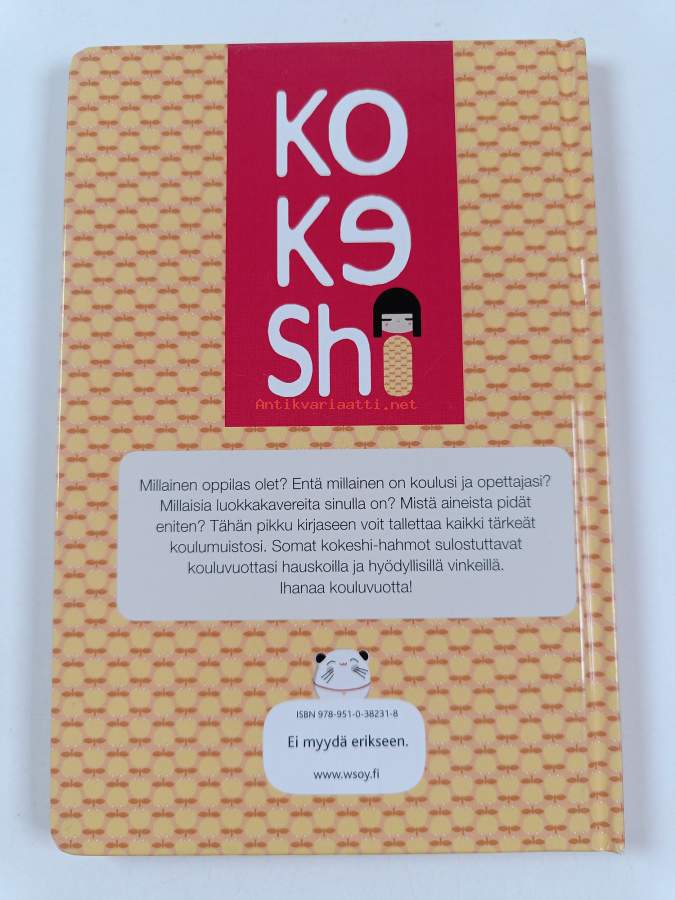 KO
Ke
Shi
Antikvariaatti.net
Millainen oppilas olet? Entä millainen on koulusi ja opettajasi?
Millaisia luokkakavereita sinulla on? Mistä aineista pidät
eniten? Tähän pikku kirjaseen voit tallettaa kaikki tärkeät
koulumuistosi. Somat kokeshi-hahmot sulostuttavat
kouluvuottasi hauskoilla ja hyödyllisillä vinkeillä.
Ihanaa kouluvuotta!
ISBN 978-951-0-38231-8
Ei myydä erikseen.
www.wsoy.fi